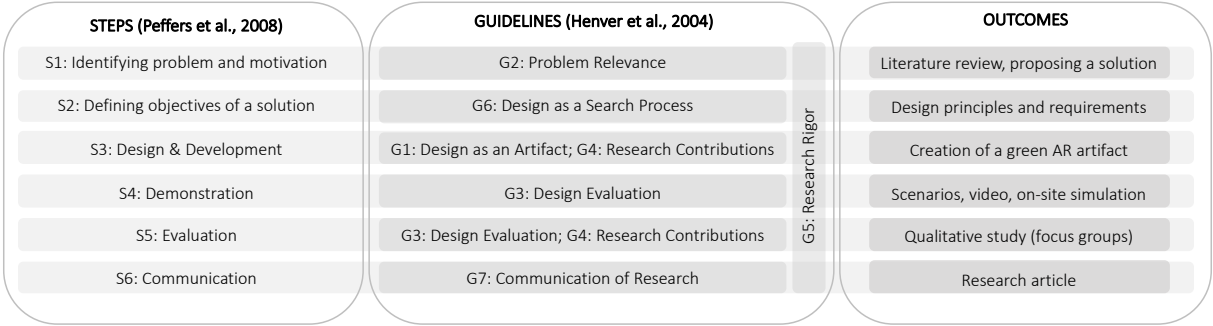 STEPS (Peffers et al., 2008)
S1: Identifying problem and motivation
S2: Defining objectives of a solution
S3: Design & Development
S4: Demonstration
S5: Evaluation
S6: Communication
GUIDELINES (Henver et al., 2004)
G2: Problem Relevance
G6: Design as a Search Process
G1: Design as an Artifact; G4: Research Contributions
G3: Design Evaluation
G3: Design Evaluation; G4: Research Contributions
G7: Communication of Research
G5: Research Rigor
OUTCOMES
Literature review, proposing a solution
Design principles and requirements
Creation of a green AR artifact
Scenarios, video, on-site simulation
Qualitative study (focus groups)
Research article